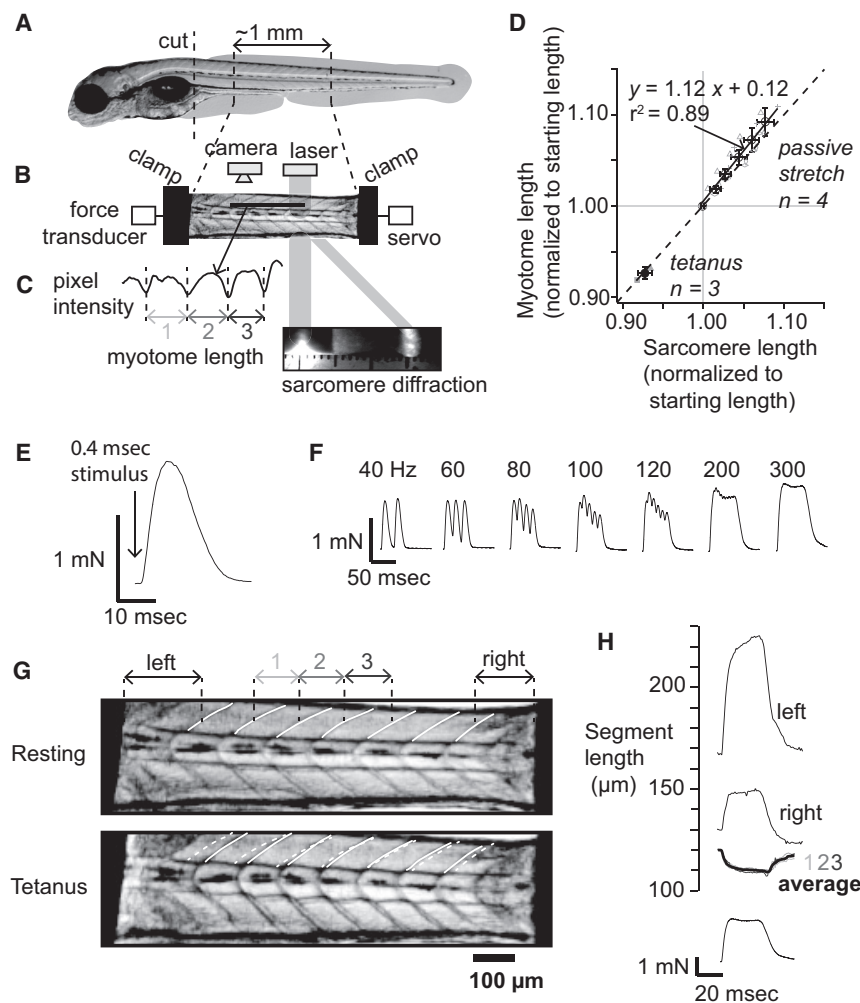 A
cut
~1 mm
B
clamp
camera
laser
clamp
force
transducer
servo
C
pixel
intensity
1 2 3
myotome length
sarcomere diffraction
D
Myotome length
(normalized to starting length)
1.10
1.00
0.90
y = 1.12 x + 0.12
r2 = 0.89
passive
stretch
n = 4
tetanus
n = 3
0.90 1.00 1.10
Sarcomere length
(normalized to
starting length)
E
0.4 msec
stimulus
1 mN
10 msec
F
40 Hz 60 80 100 120 200 300
1 mN
50 msec
G
left 1 2 3 right
Resting
Tetanus
100 µm
H
Segment
length
(µm)
200
150
100
left
right
123
average
1 mN
20 msec